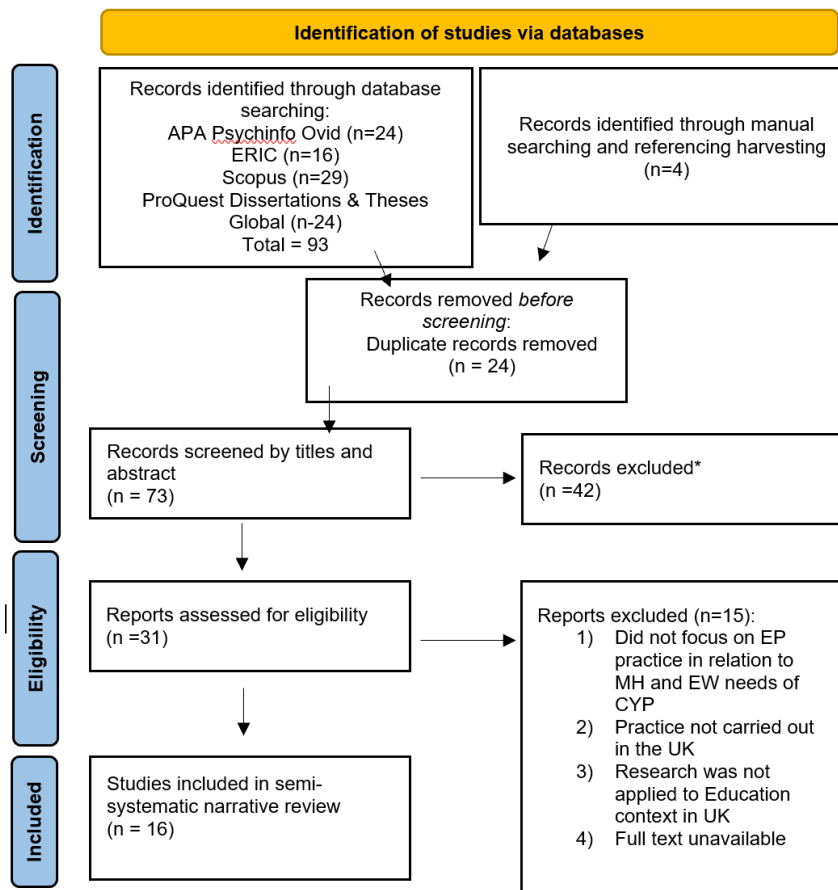 Identification of studies via databases
Identification
Records identified through database
searching:
APA Psychinfo Ovid (n=24)
ERIC (n=16)
Scopus (n=29)
ProQuest Dissertations & Theses
Global (n-24)
Total = 93
Records identified through manual
searching and referencing harvesting
(n=4)
Screening
Records removed before
screening:
Duplicate records removed
(n = 24)
Records screened by titles and
abstract
(n = 73)
Records excluded*
(n =42)
Eligibility
Reports assessed for eligibility
(n =31)
Reports excluded (n=15):
1) Did not focus on EP
practice in relation to
MH and EW needs of
CYP
2) Practice not carried out
in the UK
3) Research was not
applied to Education
context in UK
4) Full text unavailable
Included
Studies included in semi-
systematic narrative review
(n = 16)